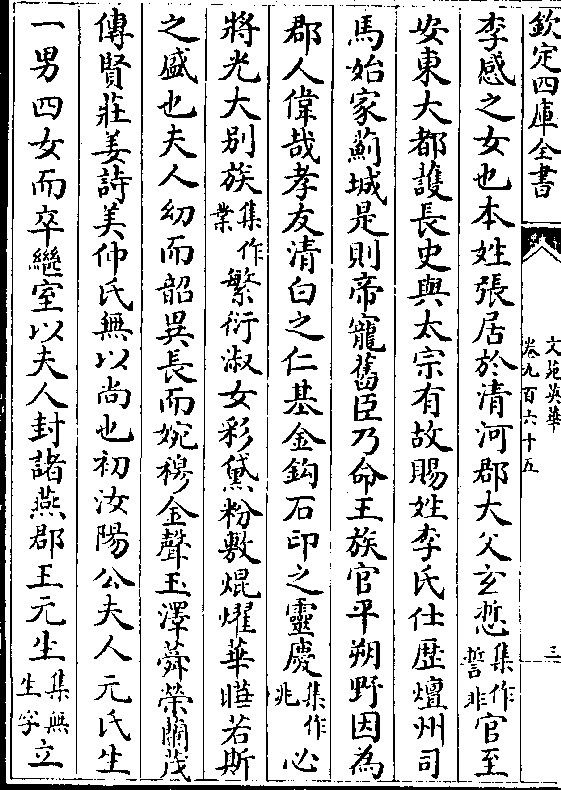 欽定四庫全書
文苑英華
卷九百六十五
三
李感之女也本姓張居於清河郡大父玄悊集作誓非官至
安東大都護長史與太宗有故賜姓李氏仕歷檀州司
馬始家薊城是則帝寵舊臣乃命王族官平朔野因為
郡人偉哉孝友清白之仁基金鈎石印之靈慶集作兆必
將光大別族集作業繁衍淑女彩黛粉敷焜燿華㬢若斯
之盛也夫人幼而韶異長而婉穆金聲玉澤蕣榮蘭茂
傳賢莊姜詩美仲氏無以尚也初汝陽公夫人元氏生
一男四女而卒繼室以夫人封諸燕郡王元生集無生字立